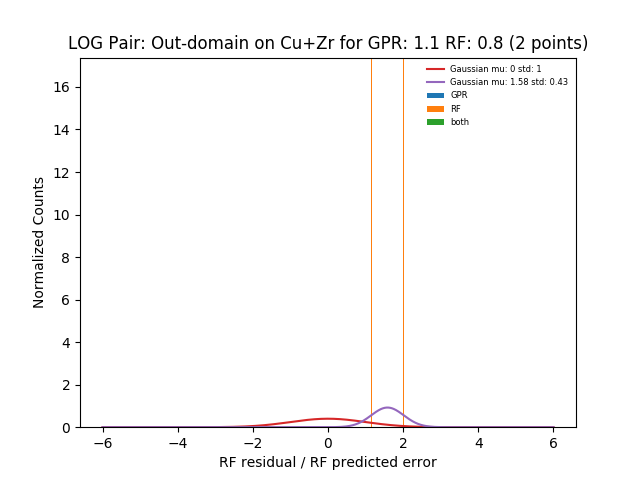 LOG Pair: Out-domain on Cu+Zr for GPR: 1.1 RF: 0.8 (2 points)
Gaussian mu: 0 std: 1
Gaussian mu: 1.58 std: 0.43
GPR
RF
both
Normalized Counts
16
14
12
10
8
6
4
2
0
−6 −4 −2 0 2 4 6
RF residual / RF predicted error